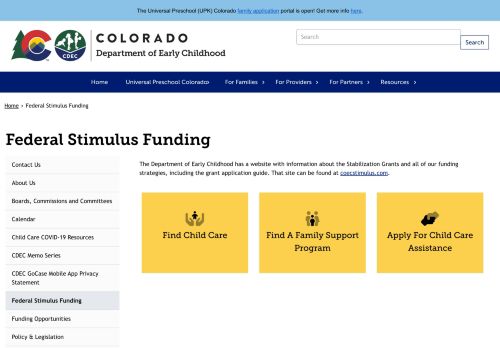 The Universal Preschool (UPK) Colorado family application portal is open! Get more info here.
COLORADO
Department of Early Childhood
CDEC
Search
Search
Home
Universal Preschool Colorado
For Families
For Providers
For Partners
Resources
Home › Federal Stimulus Funding
Federal Stimulus Funding
Contact Us
About Us
Boards, Commissions and Committees
Calendar
Child Care COVID-19 Resources
CDEC Memo Series
CDEC GoCase Mobile App Privacy
Statement
Federal Stimulus Funding
Funding Opportunities
Policy & Legislation
The Department of Early Childhood has a website with information about the Stabilization Grants and all of our funding
strategies, including the grant application guide. That site can be found at coecstimulus.com.
Find Child Care
Find A Family Support
Program
Apply For Child Care
Assistance